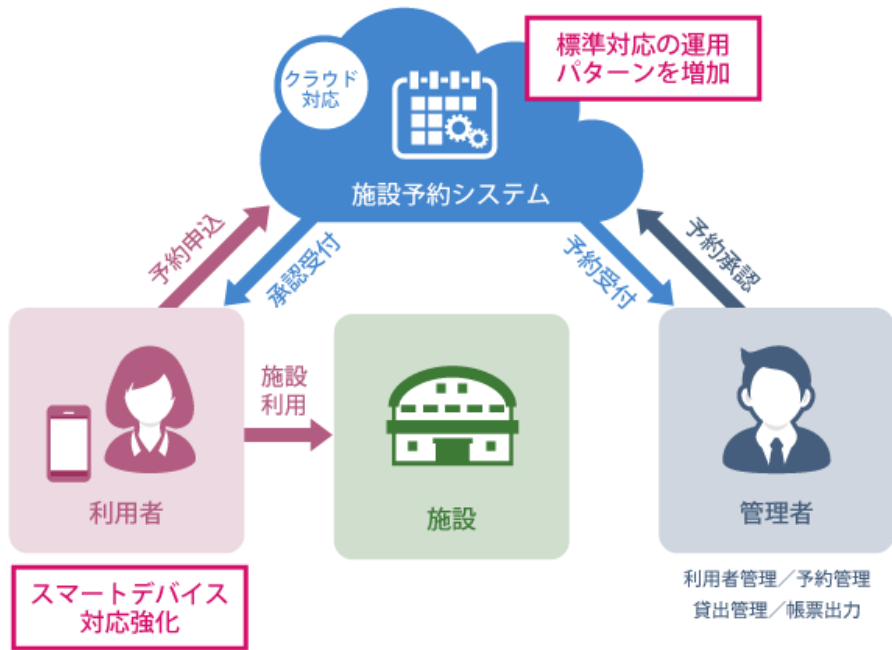 標準対応の運用
パターンを増加
クラウド
対応
施設予約システム
予約申込
承認受付
予約受付
予約承認
施設
利用
利用者
施設
管理者
スマートデバイス
対応強化
利用者管理／予約管理
貸出管理／帳票出力